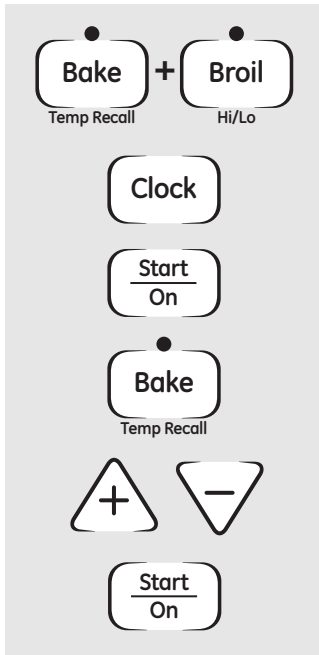 Bake + Broil
Temp Recall Hi/Lo
Clock
Start
On
Bake
Temp Recall
+ −
Start
On